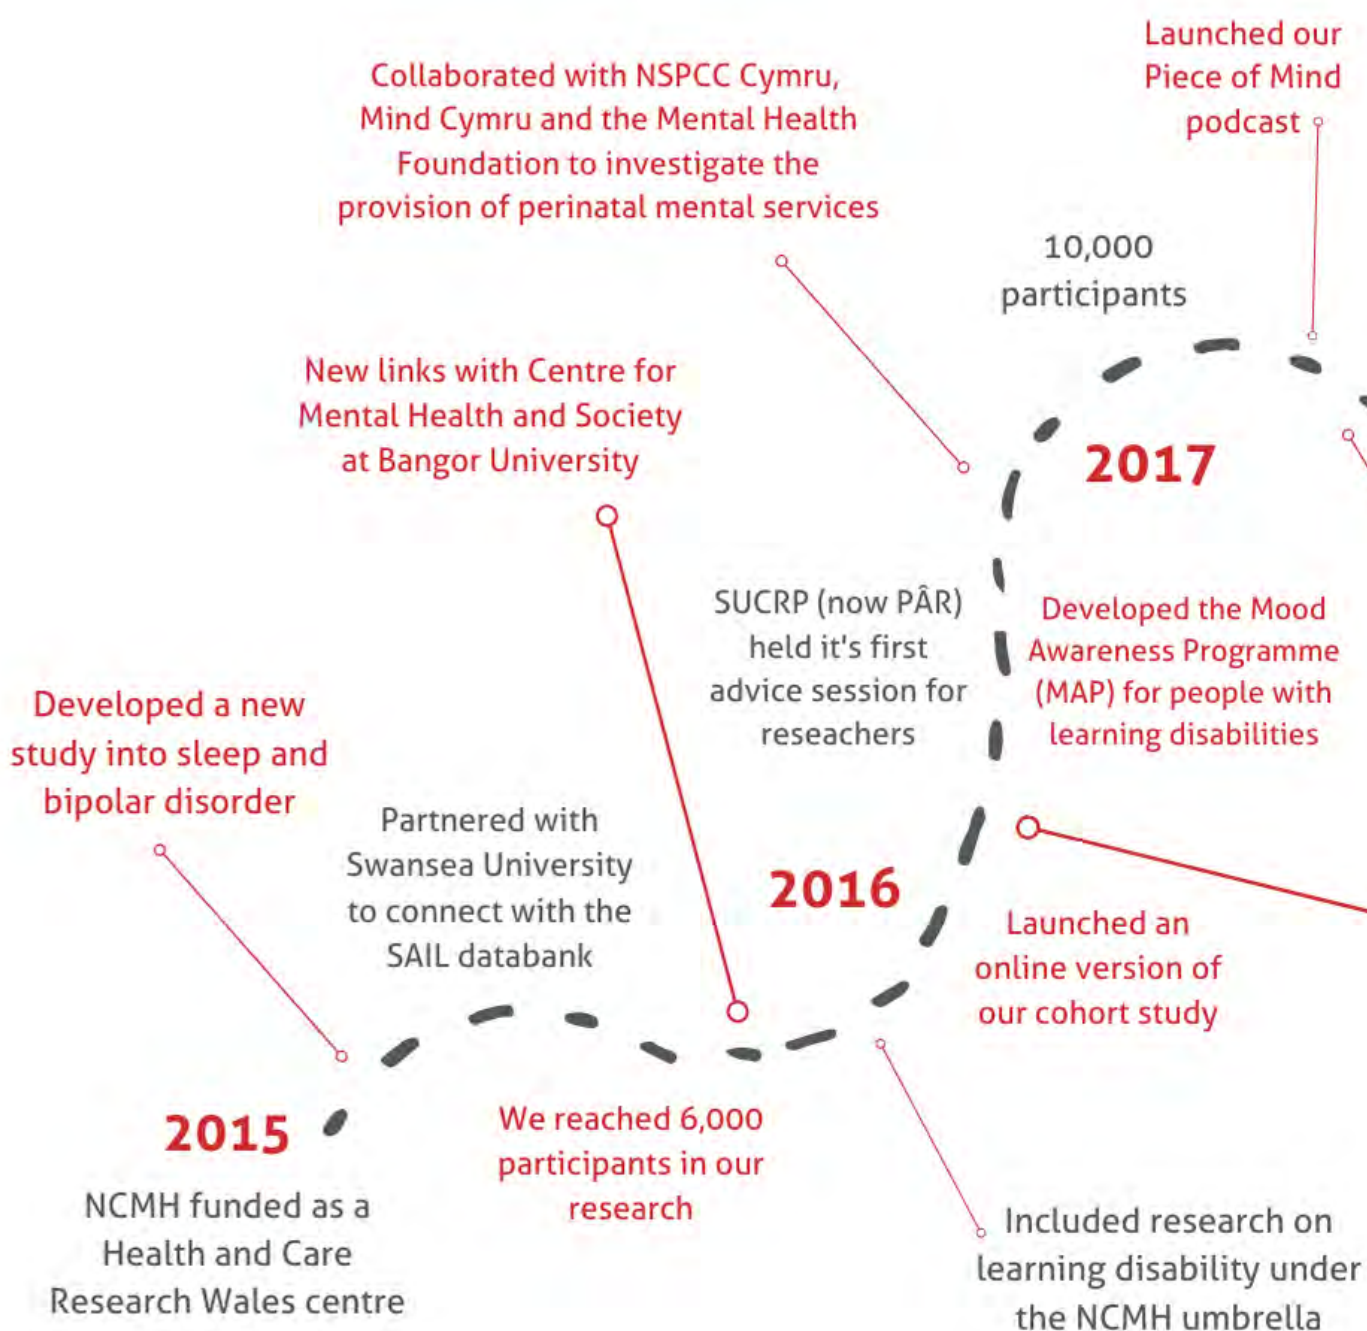 Launched our
Piece of Mind
podcast
Collaborated with NSPCC Cymru,
Mind Cymru and the Mental Health
Foundation to investigate the
provision of perinatal mental services
10,000
participants
New links with Centre for
Mental Health and Society
at Bangor University
2017
SUCRP (now PÂR)
held it's first
advice session for
reseachers
Developed the Mood
Awareness Programme
(MAP) for people with
learning disabilities
Developed a new
study into sleep and
bipolar disorder
Partnered with
Swansea University
to connect with the
SAIL databank
2016
Launched an
online version of
our cohort study
2015
NCMH funded as a
Health and Care
Research Wales centre
We reached 6,000
participants in our
research
Included research on
learning disability under
the NCMH umbrella